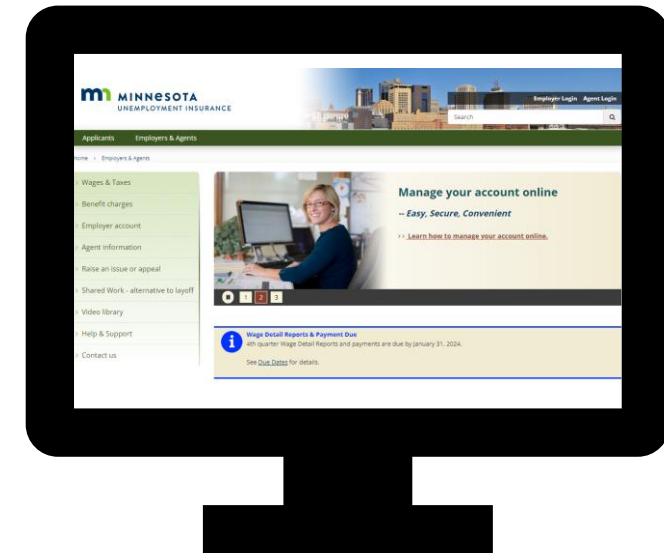 MINNESOTA
UNEMPLOYMENT INSURANCE
Employer Login Agent Login
Search
Applicants Employers & Agents
Home › Employers & Agents
› Wages & Taxes
› Benefit charges
› Employer account
› Agent information
› Raise an issue or appeal
› Shared Work - alternative to layoff
› Video library
› Help & Support
› Contact us
Manage your account online
-- Easy, Secure, Convenient
›› Learn how to manage your account online.
1 2 3
Wage Detail Reports & Payment Due
4th quarter Wage Detail Reports and payments are due by January 31, 2024.
See Due Dates for details.